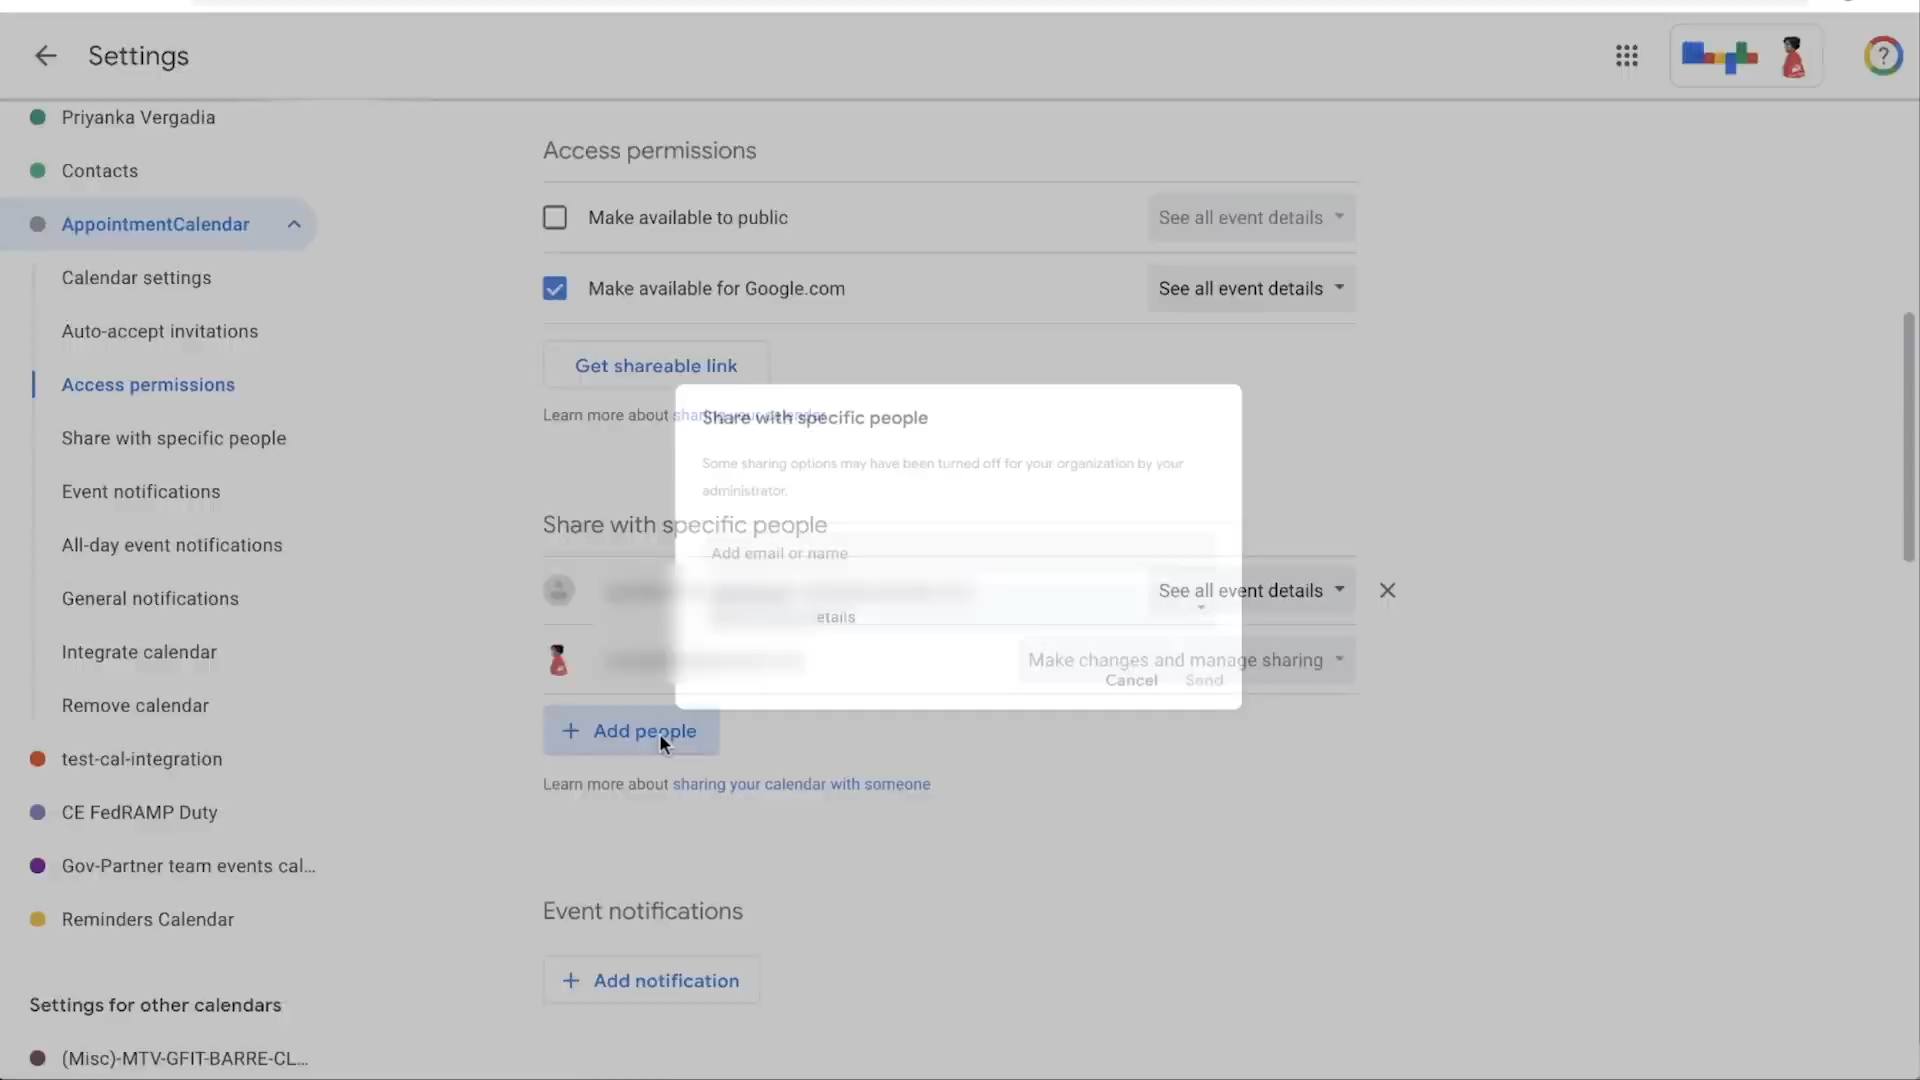 Settings
?
Priyanka Vergadia
Contacts
AppointmentCalendar
Calendar settings
Auto-accept invitations
Access permissions
Share with specific people
Event notifications
All-day event notifications
General notifications
Integrate calendar
Remove calendar
test-cal-integration
CE FedRAMP Duty
Gov-Partner team events cal...
Reminders Calendar
Settings for other calendars
(Misc)-MTV-GFIT-BARRE-CL...
Access permissions
Make available to public See all event details
Make available for Google.com See all event details
Get shareable link
Learn more about sharing your calendar
Share with specific people
See all event details
Make changes and manage sharing
+ Add people
Learn more about sharing your calendar with someone
Event notifications
+ Add notification
Share with specific people
Some sharing options may have been turned off for your organization by your
administrator.
Add email or name
etails
Cancel Send